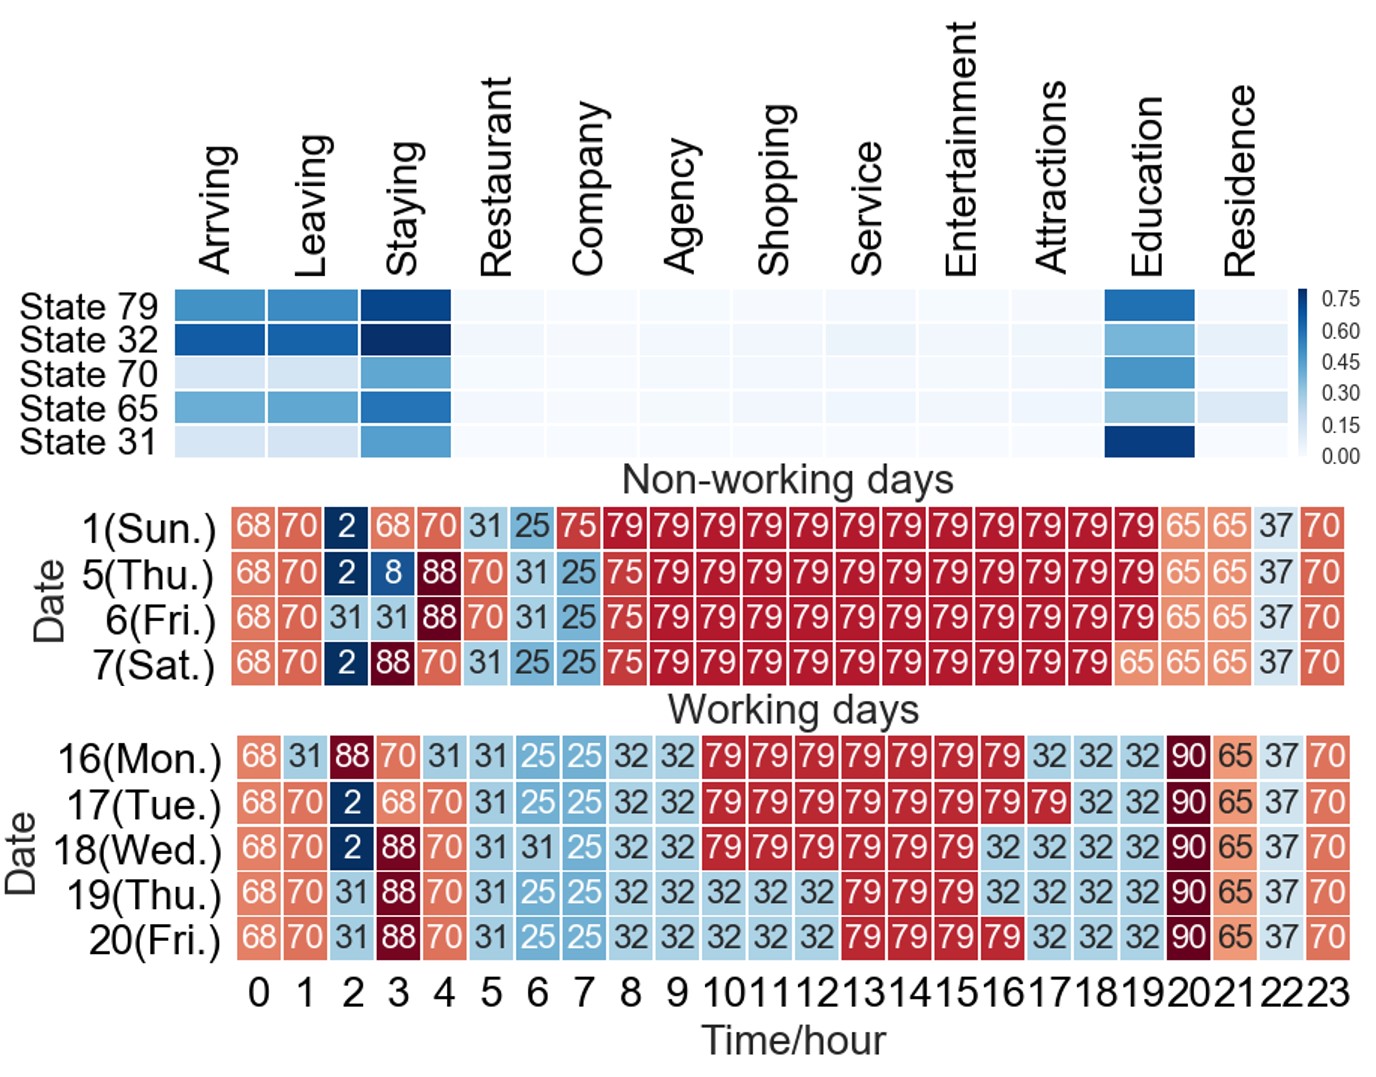 Arrving Leaving Staying Restaurant Company Agency Shopping Service Entertainment Attractions Education Residence
State 79
State 32
State 70
State 65
State 31
0.75
0.60
0.45
0.30
0.15
0.00
Non-working days
Date
1(Sun.) 68 70 2 68 70 31 25 75 79 79 79 79 79 79 79 79 79 79 79 79 65 65 37 70
5(Thu.) 68 70 2 8 88 70 31 25 75 79 79 79 79 79 79 79 79 79 79 79 65 65 37 70
6(Fri.) 68 70 31 31 88 70 31 25 75 79 79 79 79 79 79 79 79 79 79 79 65 65 37 70
7(Sat.) 68 70 2 88 70 31 25 25 75 79 79 79 79 79 79 79 79 79 79 65 65 65 37 70
Working days
Date
16(Mon.) 68 31 88 70 31 31 25 25 32 32 79 79 79 79 79 79 79 32 32 32 90 65 37 70
17(Tue.) 68 70 2 68 70 31 25 25 32 32 79 79 79 79 79 79 79 79 32 32 90 65 37 70
18(Wed.) 68 70 2 88 70 31 31 25 32 32 79 79 79 79 79 79 32 32 32 32 90 65 37 70
19(Thu.) 68 70 31 88 70 31 25 25 32 32 32 32 32 79 79 79 32 32 32 32 90 65 37 70
20(Fri.) 68 70 31 88 70 31 25 25 32 32 32 32 32 79 79 79 79 32 32 32 90 65 37 70
0 1 2 3 4 5 6 7 8 9 10 11 12 13 14 15 16 17 18 19 20 21 22 23
Time/hour